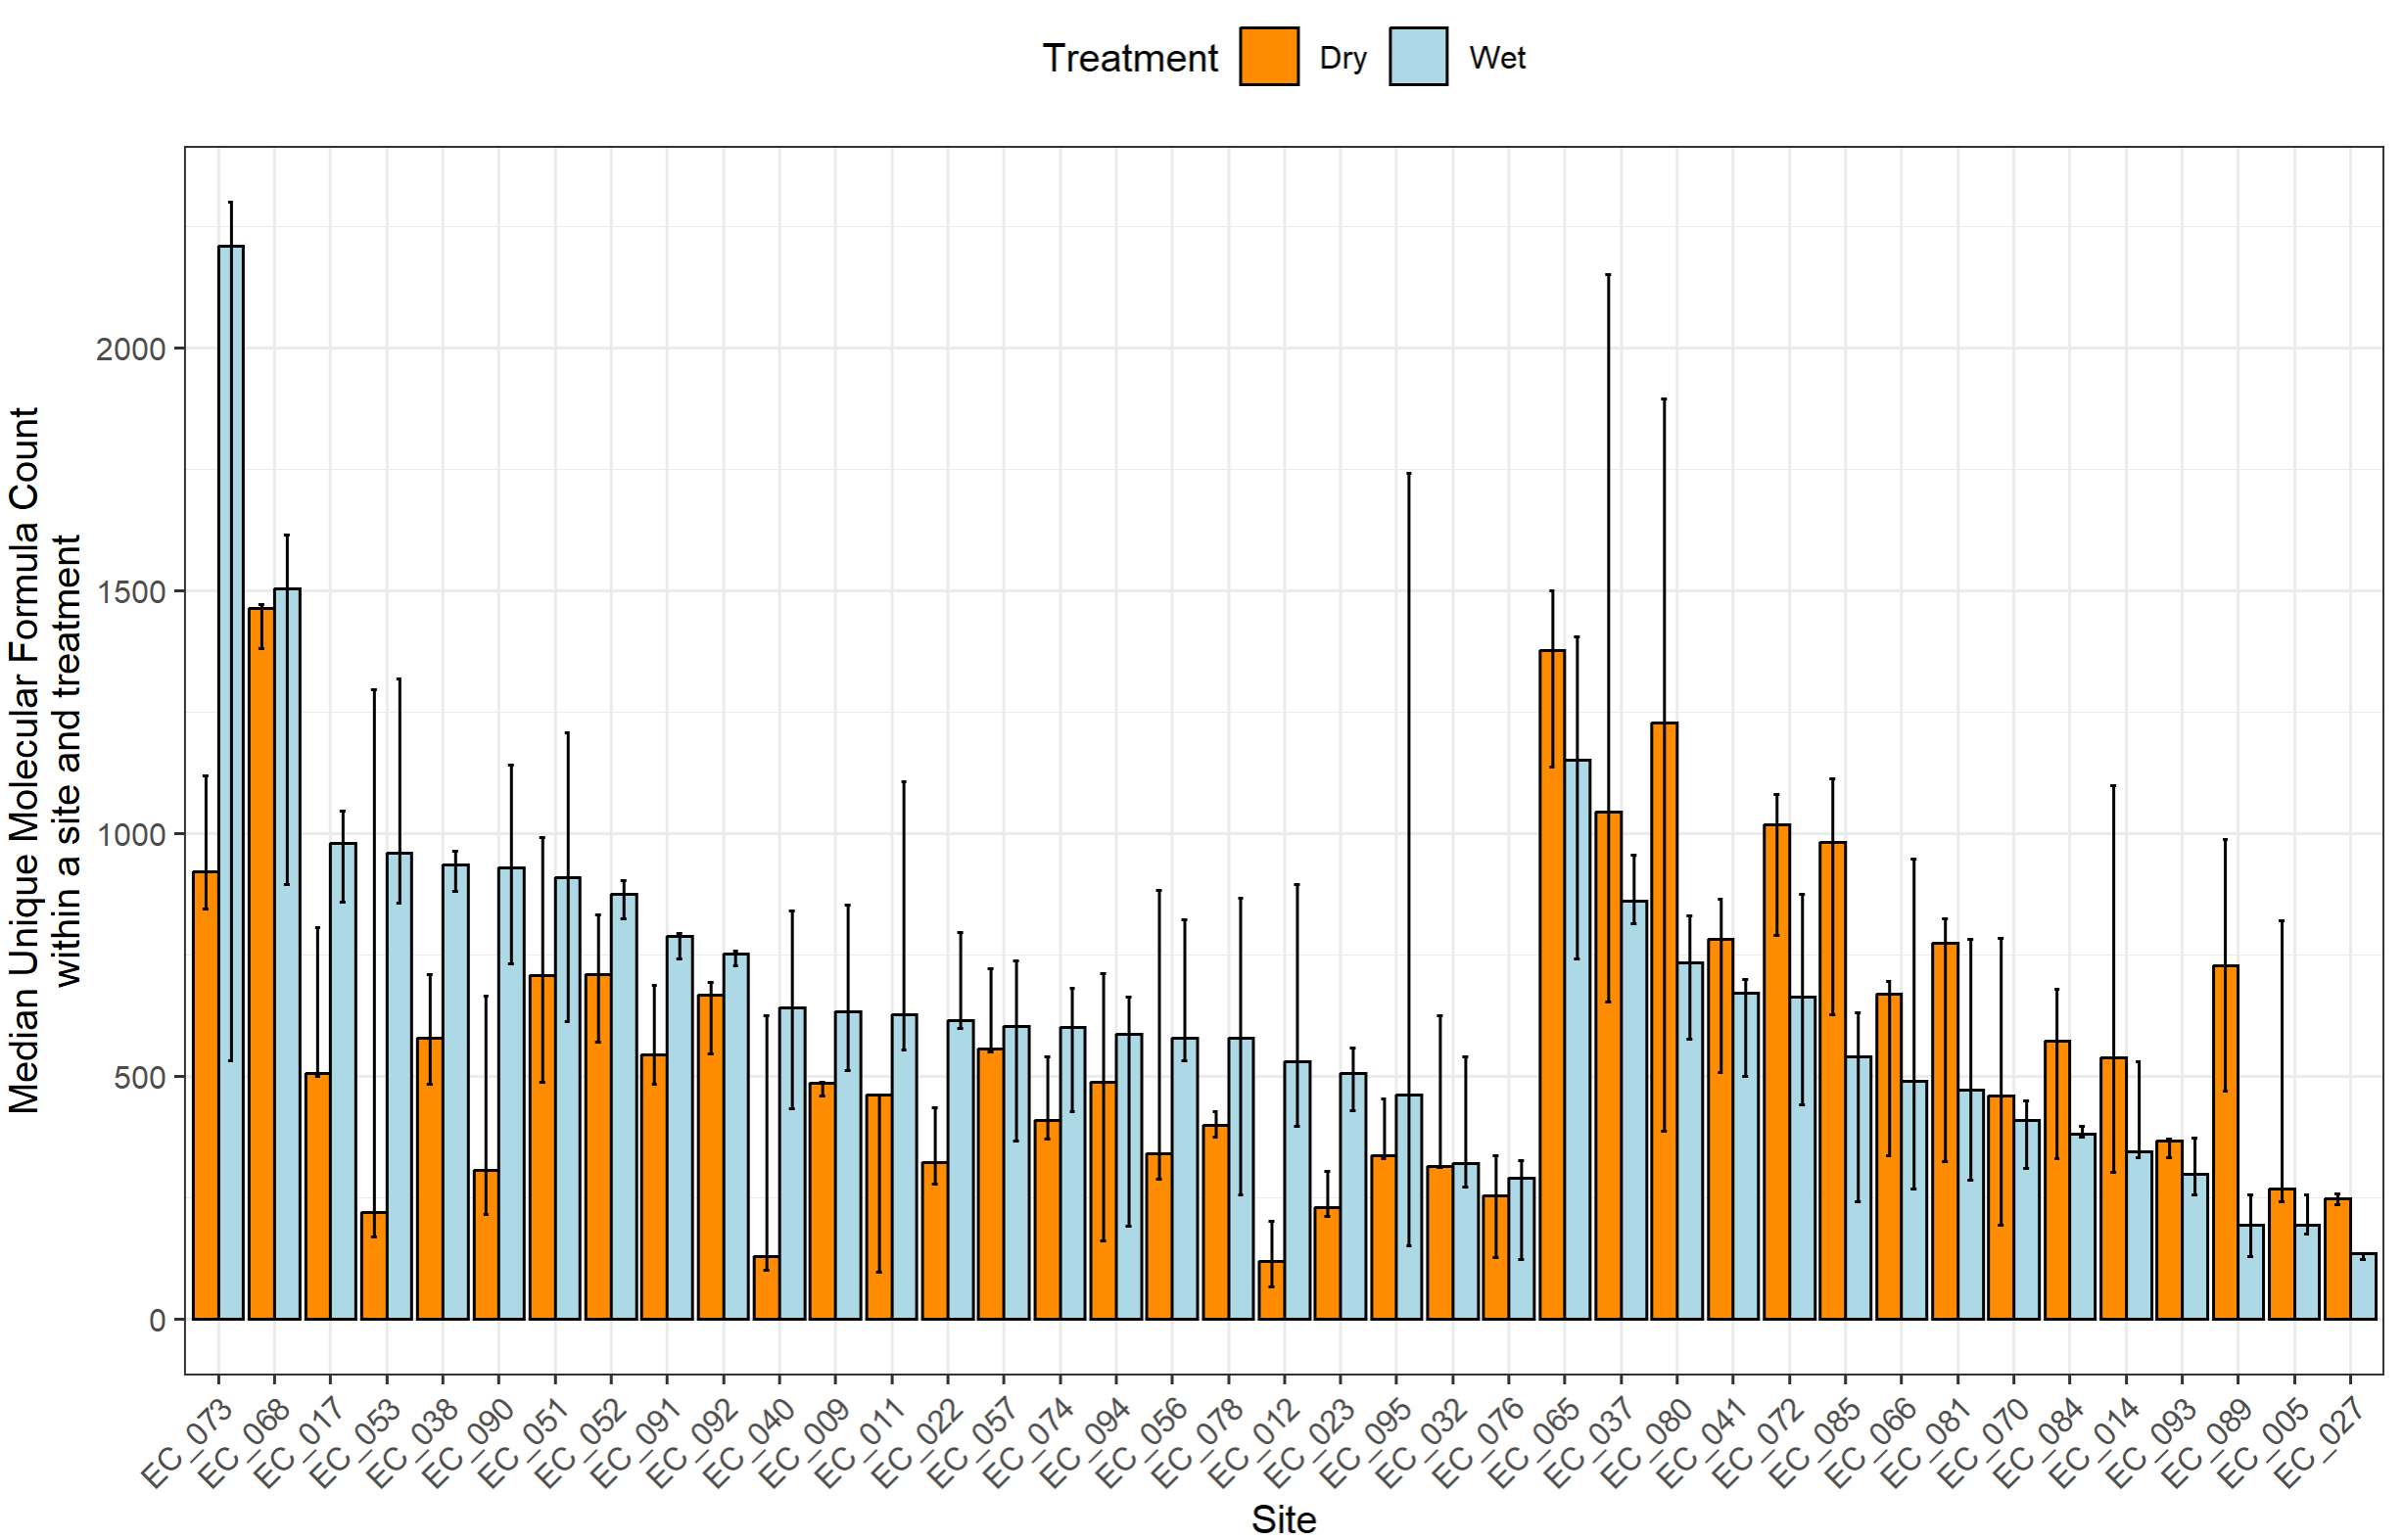 Treatment Dry Wet
Median Unique Molecular Formula Count
within a site and treatment
2000
1500
1000
500
0
EC_073 EC_068 EC_017 EC_053 EC_038 EC_090 EC_051 EC_052 EC_091 EC_092 EC_040 EC_009 EC_011 EC_022 EC_057 EC_074 EC_094 EC_056 EC_078 EC_012 EC_023 EC_095 EC_032 EC_076 EC_065 EC_037 EC_080 EC_041 EC_072 EC_085 EC_066 EC_081 EC_070 EC_084 EC_014 EC_093 EC_089 EC_005 EC_027
Site